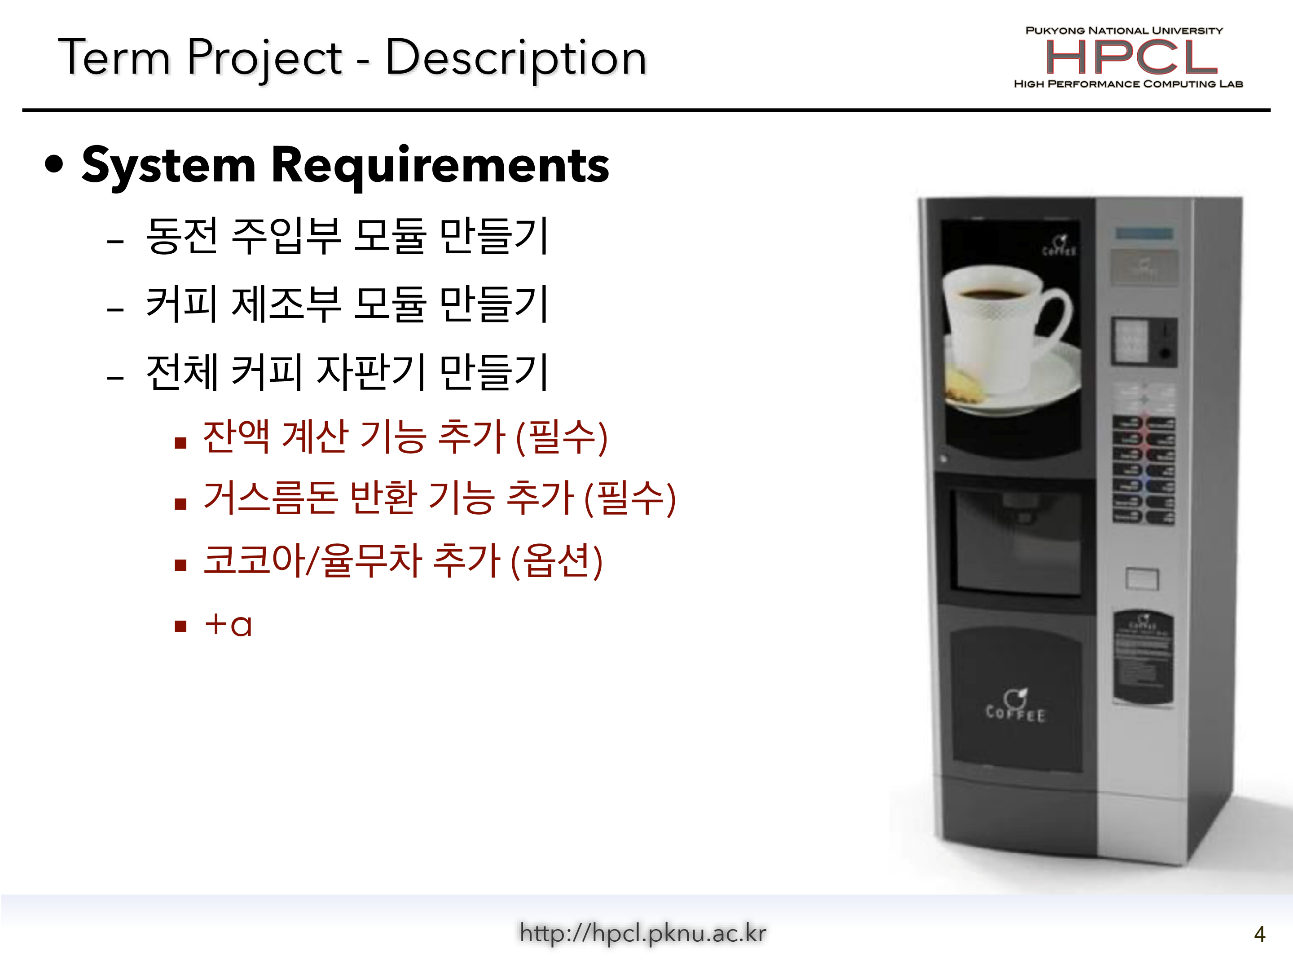 Term Project - Description
PUKYONG NATIONAL UNIVERSITY
HPCL
HIGH PERFORMANCE COMPUTING LAB
• System Requirements
– 동전 주입부 모듈 만들기
– 커피 제조부 모듈 만들기
– 전체 커피 자판기 만들기
▪ 잔액 계산 기능 추가 (필수)
▪ 거스름돈 반환 기능 추가 (필수)
▪ 코코아/율무차 추가 (옵션)
▪ +a
COFFEE
COFFEE
COFFEE
http://hpcl.pknu.ac.kr
4